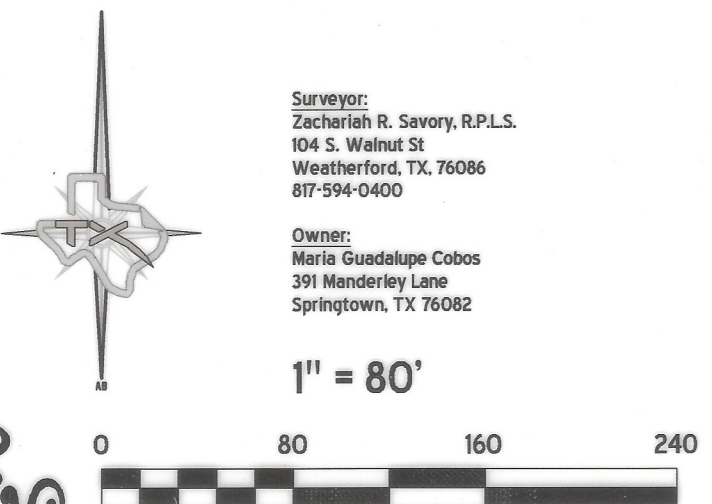 Surveyor:
Zachariah R. Savory, R.P.L.S.
104 S. Walnut St
Weatherford, TX, 76086
817-594-0400
Owner:
Maria Guadalupe Cobos
391 Manderley Lane
Springtown, TX 76082
TX
AB
1" = 80'
0 80 160 240